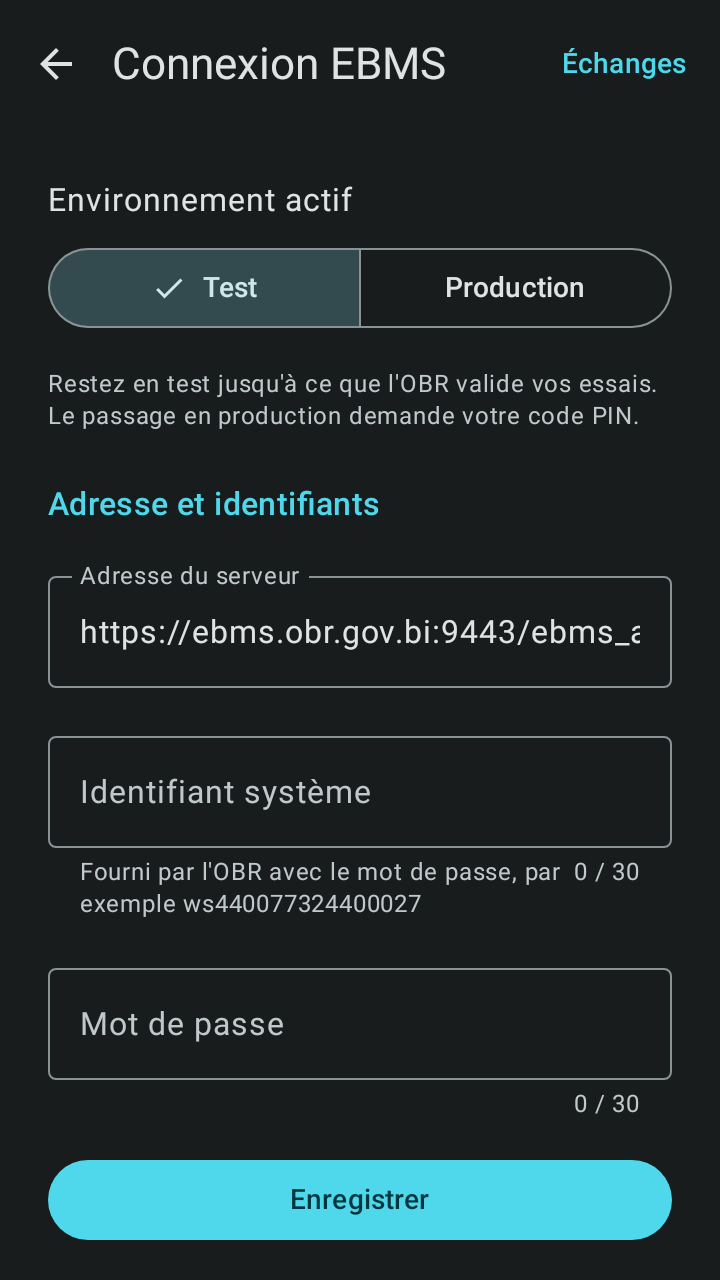 Connexion EBMS
Échanges
Environnement actif
Test
Production
Restez en test jusqu'à ce que l'OBR valide vos essais.
Le passage en production demande votre code PIN.
Adresse et identifiants
Adresse du serveur
https://ebms.obr.gov.bi:9443/ebms_a
Identifiant système
Fourni par l'OBR avec le mot de passe, par 0 / 30
exemple ws440077324400027
Mot de passe
0 / 30
Enregistrer